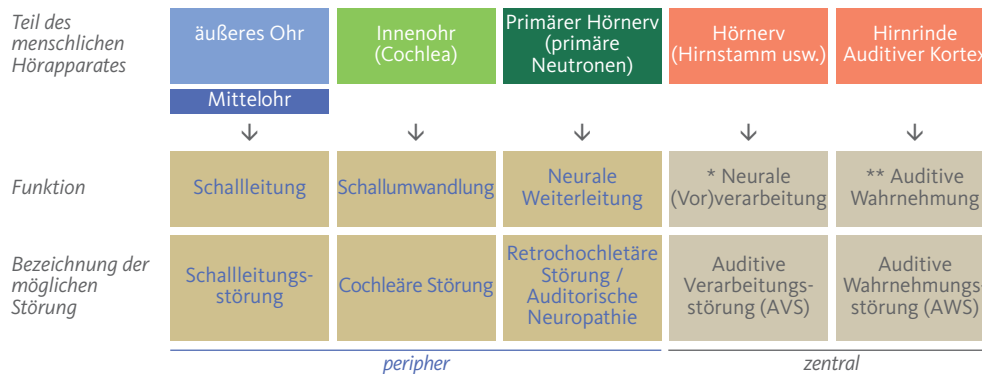 Teil des
menschlichen
Hörapparates
äußeres Ohr
Mittelohr
Innenohr
(Cochlea)
Primärer Hörnerv
(primäre
Neutronen)
Hörnerv
(Hirnstamm usw.)
Hirnrinde
Auditiver Kortex
Funktion
Schallleitung
Schallumwandlung
Neurale
Weiterleitung
* Neurale
(Vor)verarbeitung
** Auditive
Wahrnehmung
Bezeichnung der
möglichen
Störung
Schallleitungs-
störung
Cochleäre Störung
Retrochochletäre
Störung /
Auditorische
Neuropathie
Auditive
Verarbeitungs-
störung (AVS)
Auditive
Wahrnehmungs-
störung (AWS)
peripher
zentral